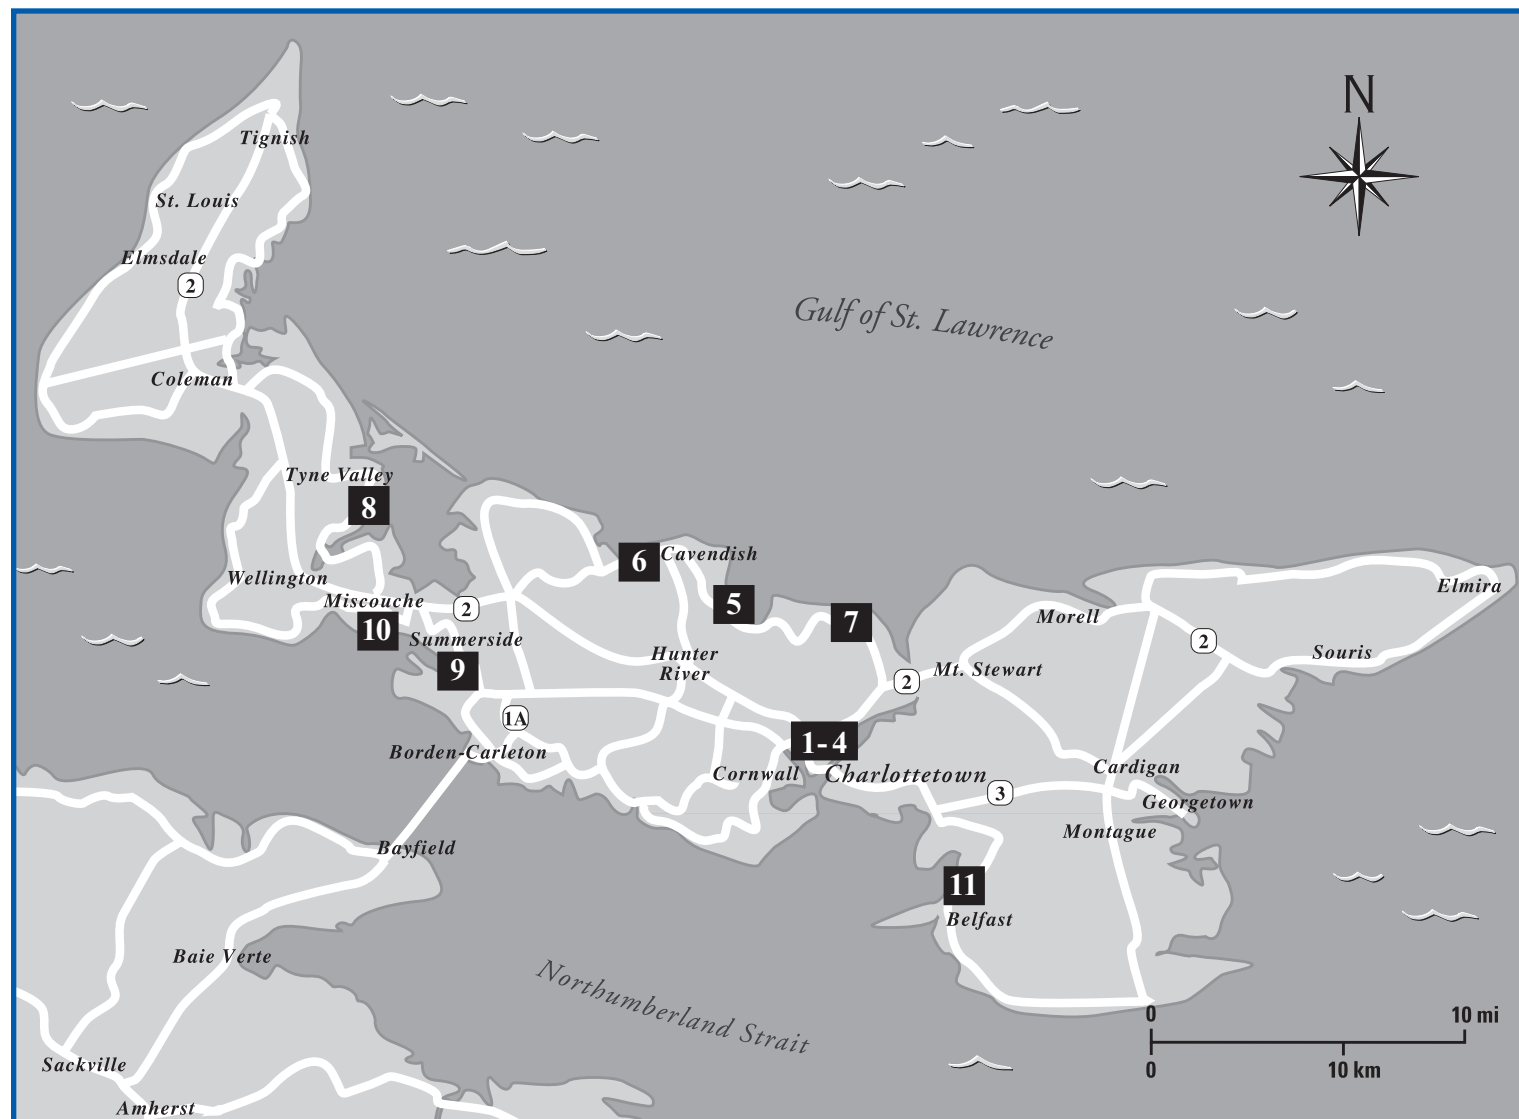 N
Tignish
St. Louis
Elmsdale
2
Gulf of St. Lawrence
Coleman
Tyne Valley
8
6
Cavendish
Wellington
Miscouche
2
5
7
10
Summerside
9
Hunter
River
2
Mt. Stewart
Morell
2
Souris
Elmira
1A
Borden-Carleton
1-4
Cornwall
Charlottetown
3
Cardigan
Georgetown
Montague
Bayfield
11
Belfast
Baie Verte
Northumberland Strait
Sackville
Amherst
0
10 mi
0
10 km